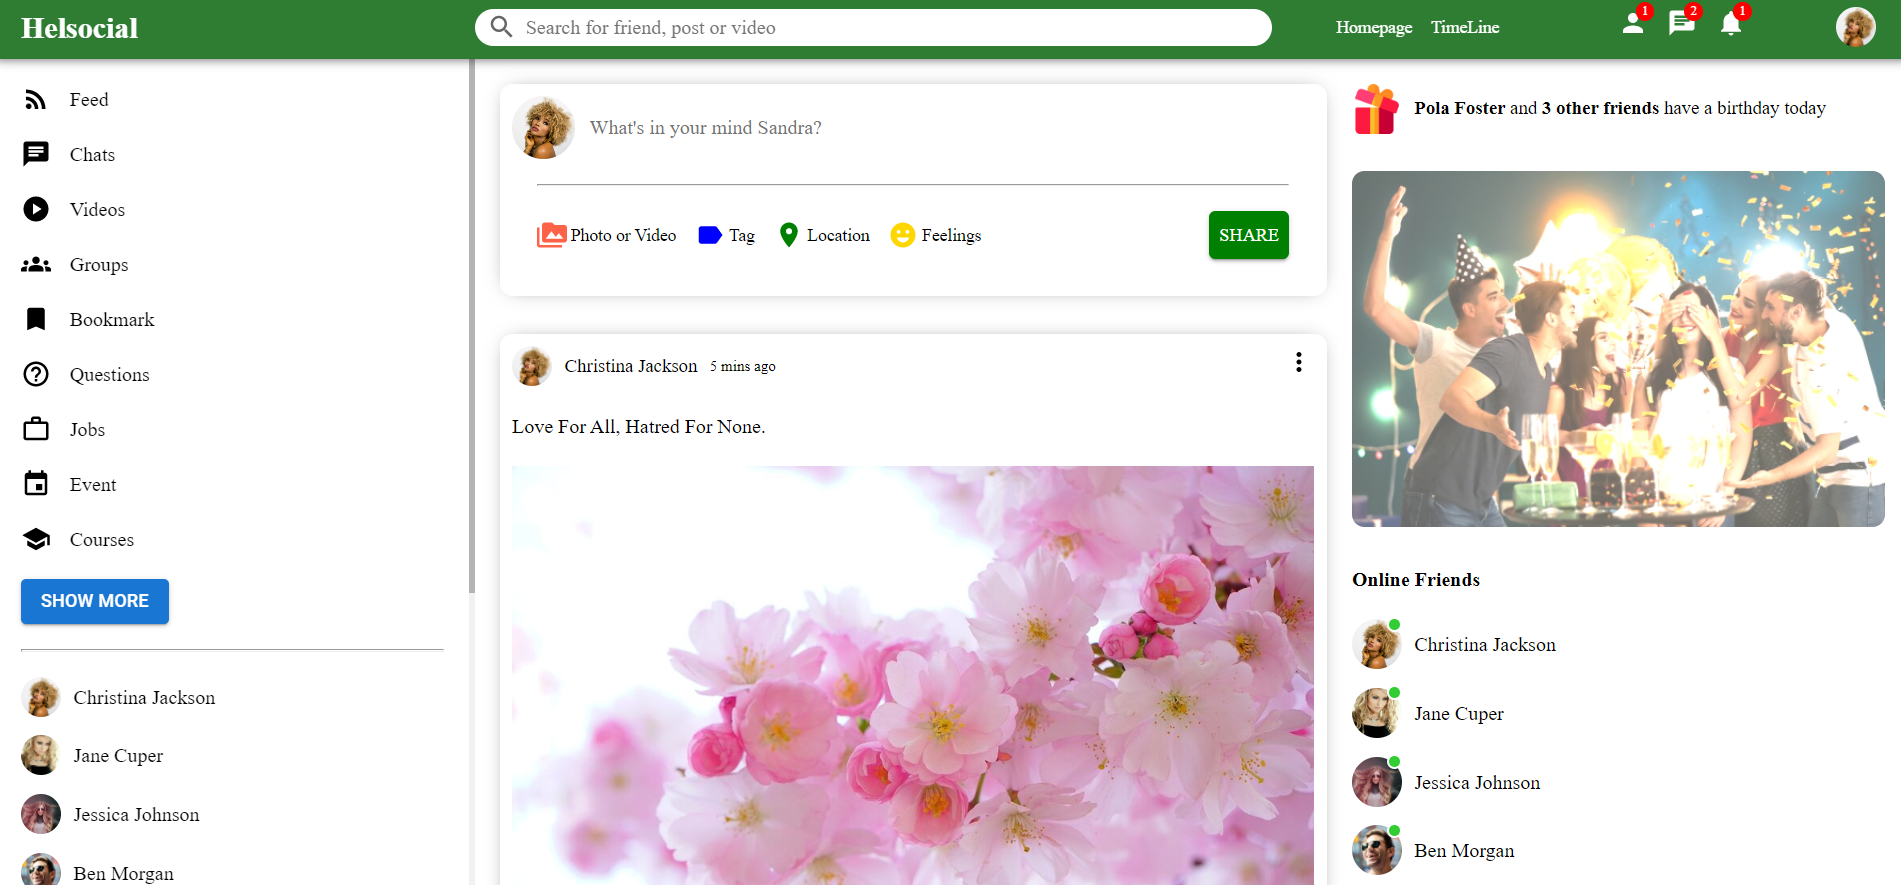 Helsocial
Search for friend, post or video
Homepage TimeLine
1 2 1
Feed
Chats
Videos
Groups
Bookmark
Questions
Jobs
Event
Courses
SHOW MORE
Christina Jackson
Jane Cuper
Jessica Johnson
Ben Morgan
What's in your mind Sandra?
Photo or Video Tag Location Feelings SHARE
Christina Jackson 5 mins ago
Love For All, Hatred For None.
Pola Foster and 3 other friends have a birthday today
Online Friends
Christina Jackson
Jane Cuper
Jessica Johnson
Ben Morgan